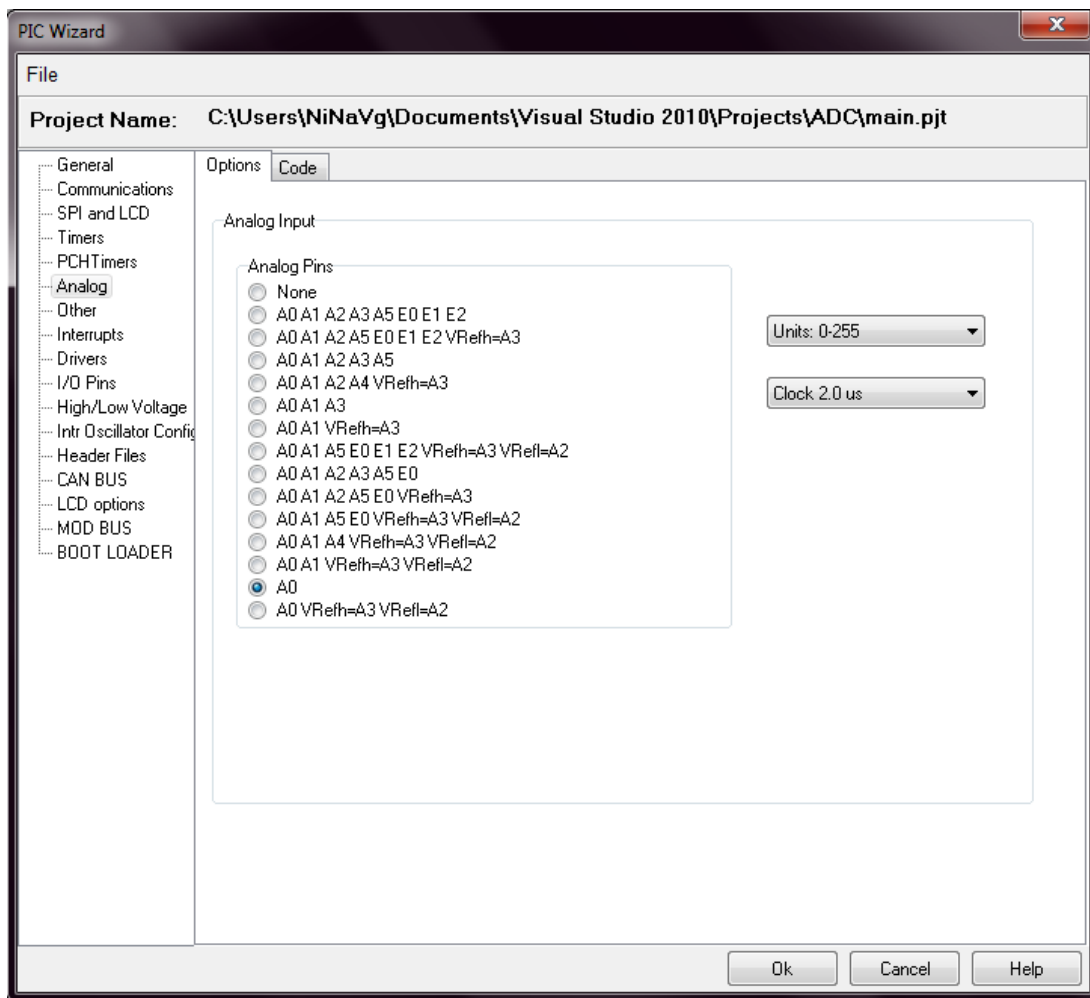 PIC Wizard
File
Project Name: C:\Users\NiNaVg\Documents\Visual Studio 2010\Projects\ADC\main.pjt
General
Communications
SPI and LCD
Timers
PCHTimers
Analog
Other
Interrupts
Drivers
I/O Pins
High/Low Voltage
Intr Oscillator Config
Header Files
CAN BUS
LCD options
MOD BUS
BOOT LOADER
Options Code
Analog Input
Analog Pins
None
A0 A1 A2 A3 A5 E0 E1 E2
A0 A1 A2 A5 E0 E1 E2 VRefh=A3
A0 A1 A2 A3 A5
A0 A1 A2 A4 VRefh=A3
A0 A1 A3
A0 A1 VRefh=A3
A0 A1 A5 E0 E1 E2 VRefh=A3 VRefl=A2
A0 A1 A2 A3 A5 E0
A0 A1 A2 A5 E0 VRefh=A3
A0 A1 A5 E0 VRefh=A3 VRefl=A2
A0 A1 A4 VRefh=A3 VRefl=A2
A0 A1 VRefh=A3 VRefl=A2
A0
A0 VRefh=A3 VRefl=A2
Units: 0-255
Clock 2.0 us
Ok Cancel Help